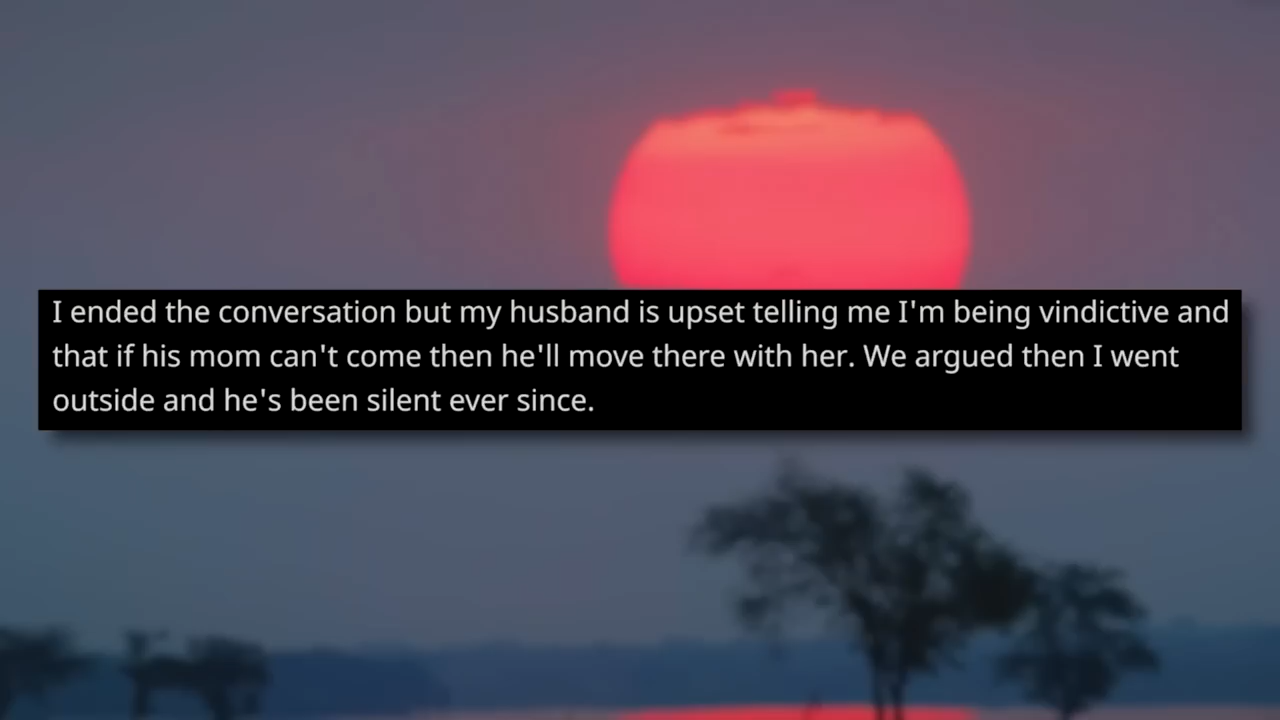 I ended the conversation but my husband is upset telling me I'm being vindictive and
that if his mom can't come then he'll move there with her. We argued then I went
outside and he's been silent ever since.